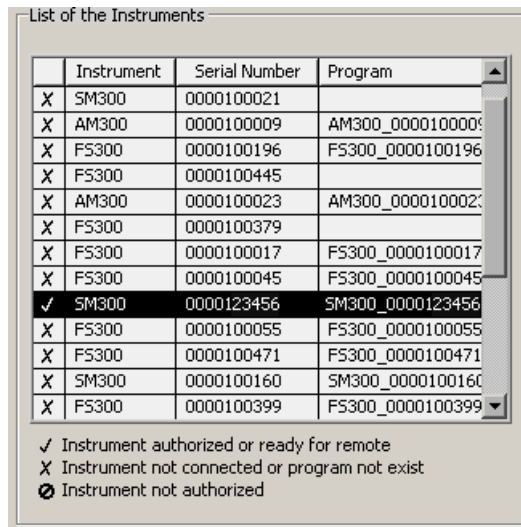 List of the Instruments
Instrument Serial Number Program
X SM300 0000100021
X AM300 0000100009 AM300_0000100009
X FS300 0000100196 FS300_0000100196
X FS300 0000100445
X AM300 0000100023 AM300_0000100023
X FS300 0000100379
X FS300 0000100017 FS300_0000100017
X FS300 0000100045 FS300_0000100045
✓ SM300 0000123456 SM300_0000123456
X FS300 0000100055 FS300_0000100055
X FS300 0000100471 FS300_0000100471
X SM300 0000100160 SM300_0000100160
X FS300 0000100399 FS300_0000100399
✓ Instrument authorized or ready for remote
X Instrument not connected or program not exist
Instrument not authorized